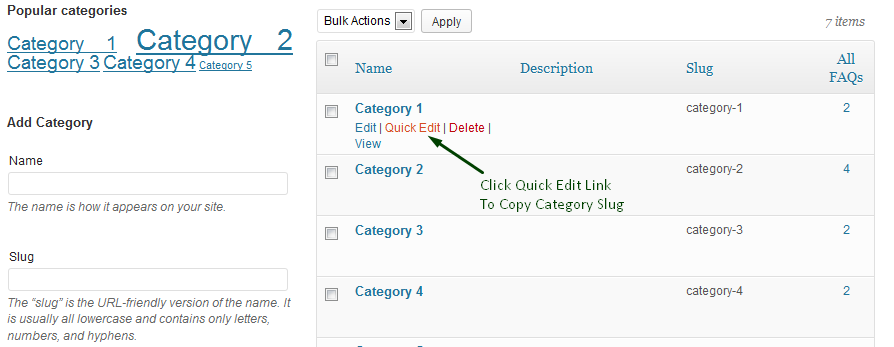 Popular categories
Category 1 Category 2
Category 3 Category 4 Category 5
Add Category
Name
The name is how it appears on your site.
Slug
The “slug” is the URL-friendly version of the name. It
is usually all lowercase and contains only letters,
numbers, and hyphens.
Bulk Actions Apply 7 items
Name Description Slug All
FAQs
Category 1 category-1 2
Edit | Quick Edit | Delete |
View
Category 2 category-2 4
Click Quick Edit Link
To Copy Category Slug
Category 3 category-3 2
Category 4 category-4 2